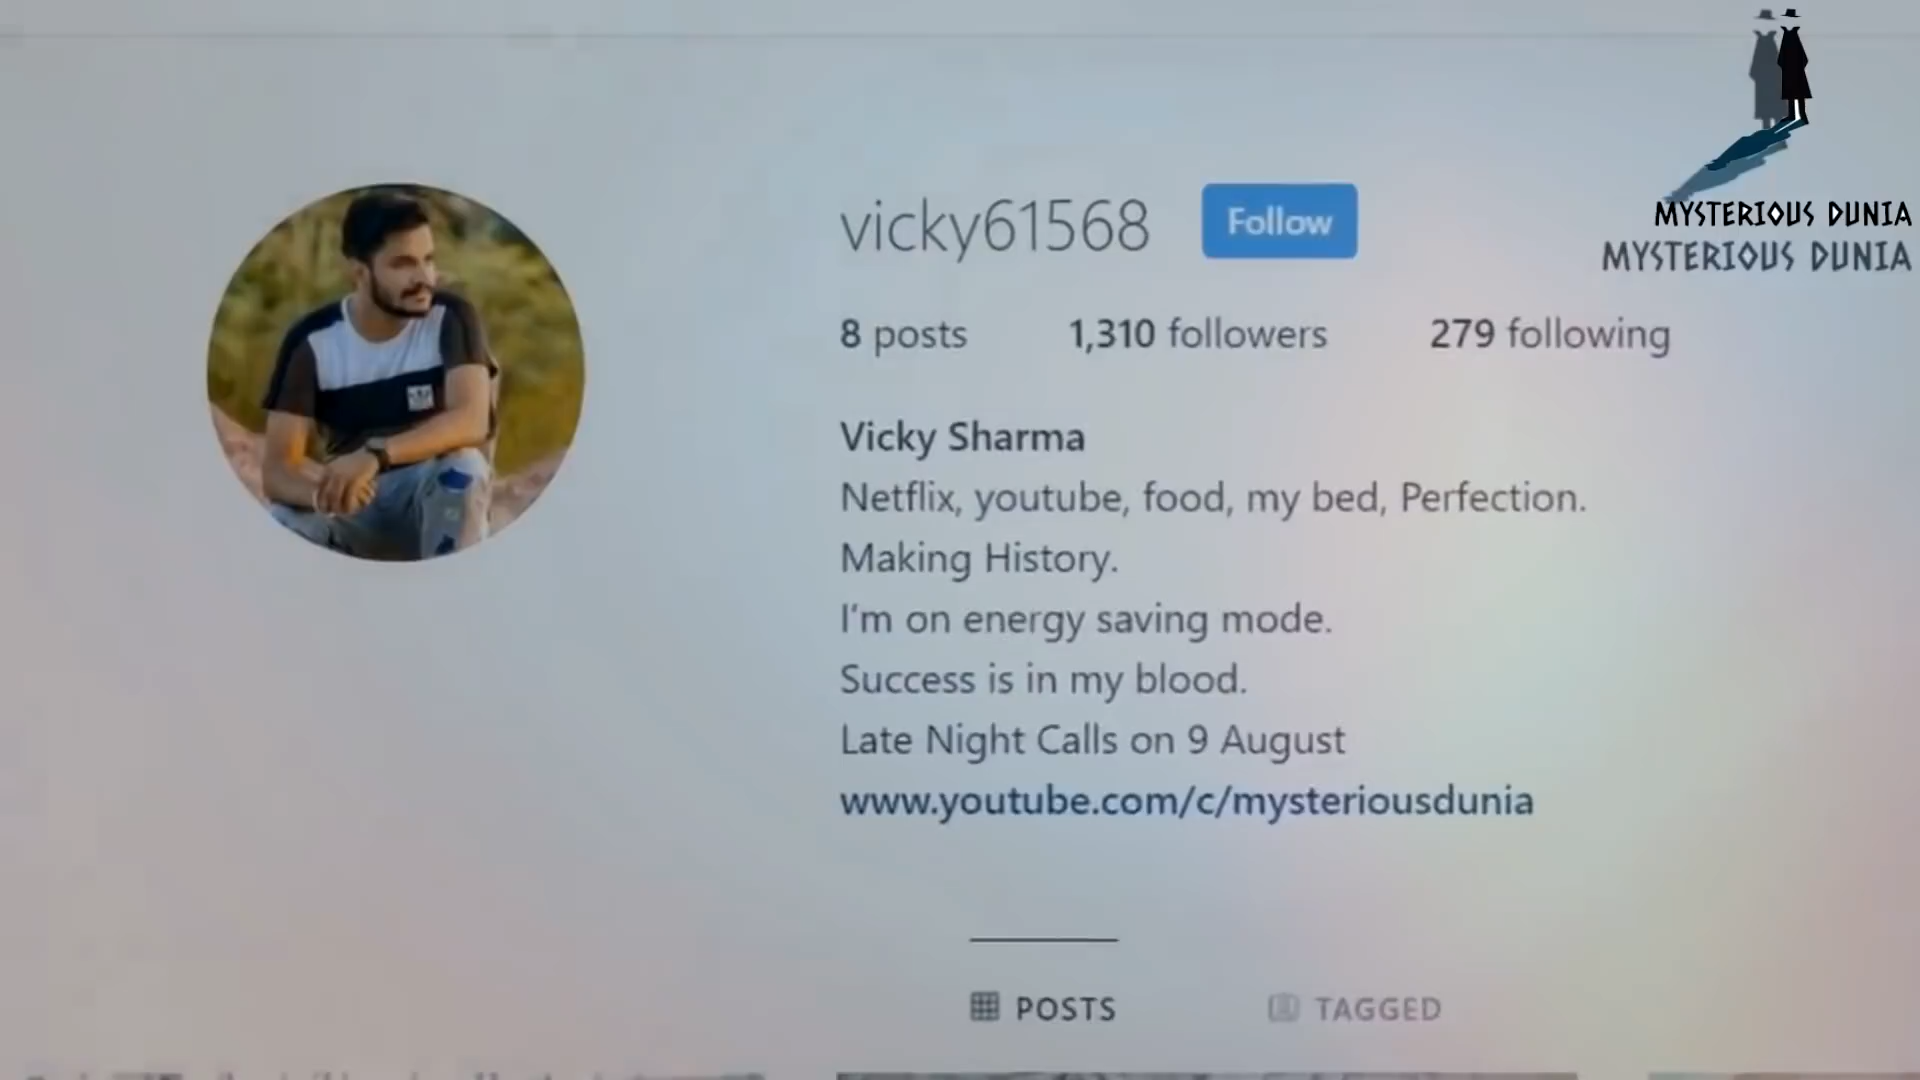 MYSTERIOUS DUNIA
MYSTERIOUS DUNIA
vicky61568 Follow
8 posts 1,310 followers 279 following
Vicky Sharma
Netflix, youtube, food, my bed, Perfection.
Making History.
I'm on energy saving mode.
Success is in my blood.
Late Night Calls on 9 August
www.youtube.com/c/mysteriousdunia
POSTS TAGGED